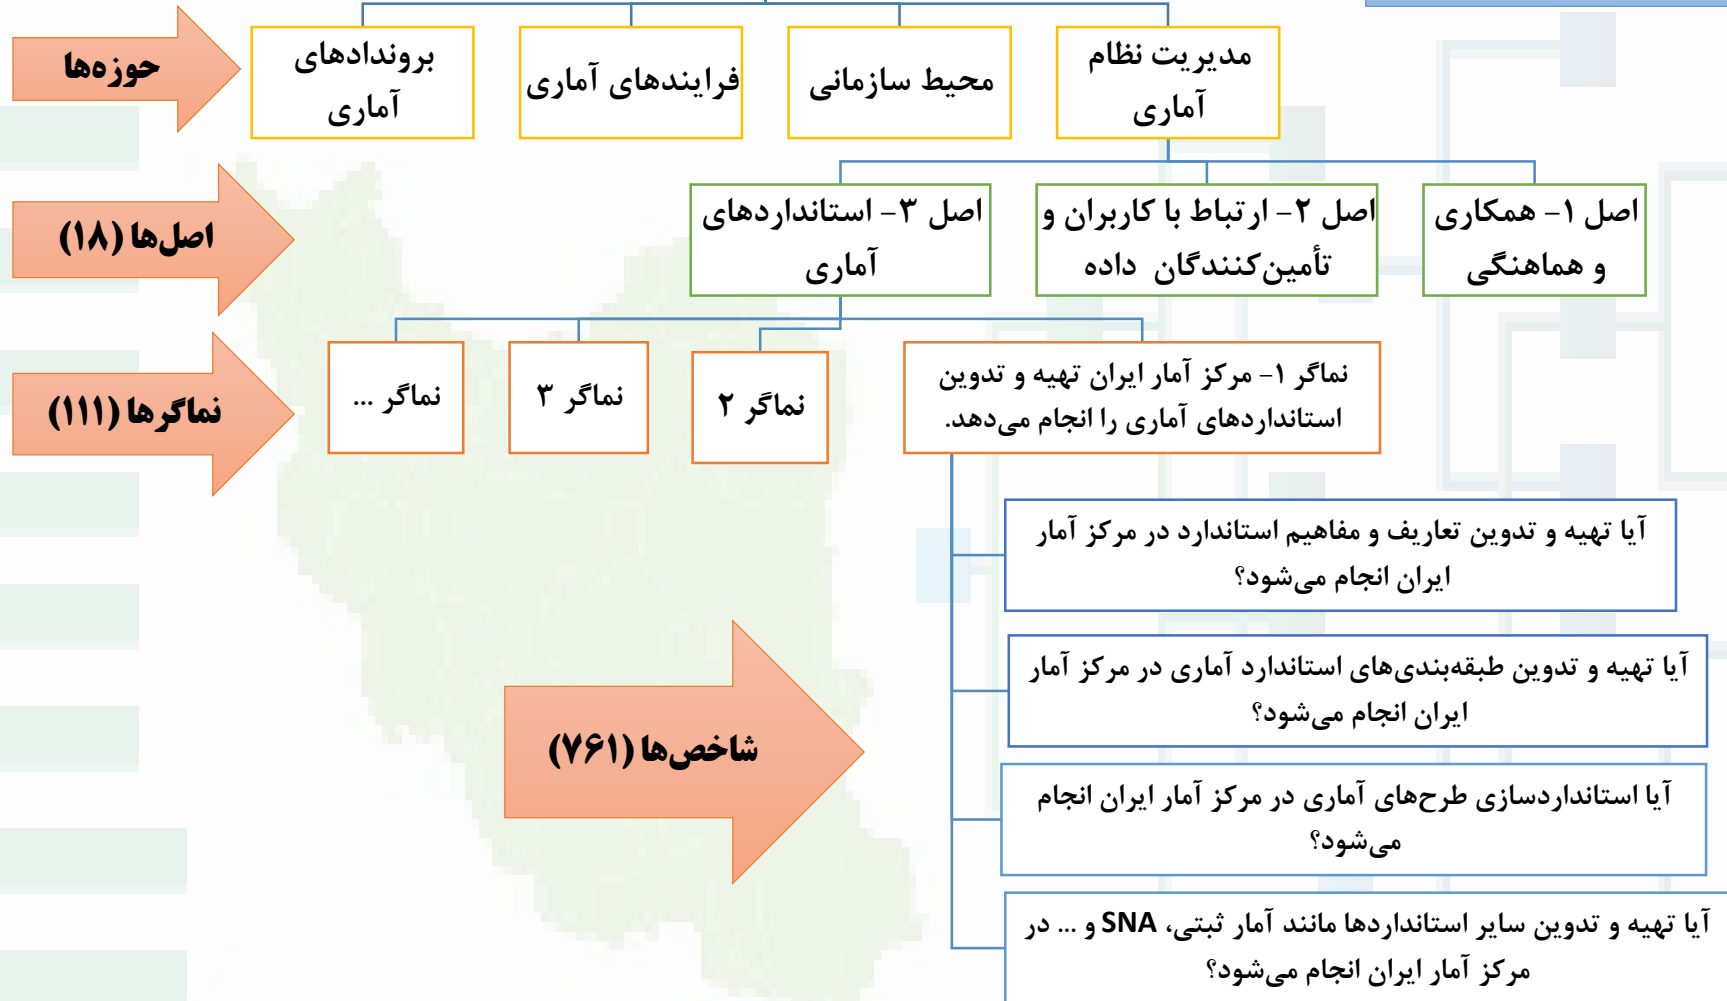 حوزه‌ها
مدیریت نظام
آماری
محیط سازمانی
فرایندهای آماری
بروندادهای
آماری
اصل‌ها (۱۸)
اصل ۱- همکاری
و هماهنگی
اصل ۲- ارتباط با کاربران و
تأمین‌کنندگان داده
اصل ۳- استانداردهای
آماری
نماگرها (۱۱۱)
نماگر ۱- مرکز آمار ایران تهیه و تدوین
استانداردهای آماری را انجام می‌دهد.
نماگر ۲
نماگر ۳
نماگر ...
شاخص‌ها (۷۶۱)
آیا تهیه و تدوین تعاریف و مفاهیم استاندارد در مرکز آمار
ایران انجام می‌شود؟
آیا تهیه و تدوین طبقه‌بندی‌های استاندارد آماری در مرکز آمار
ایران انجام می‌شود؟
آیا استانداردسازی طرح‌های آماری در مرکز آمار ایران انجام
می‌شود؟
آیا تهیه و تدوین سایر استانداردها مانند آمار ثبتی، SNA و ... در
مرکز آمار ایران انجام می‌شود؟